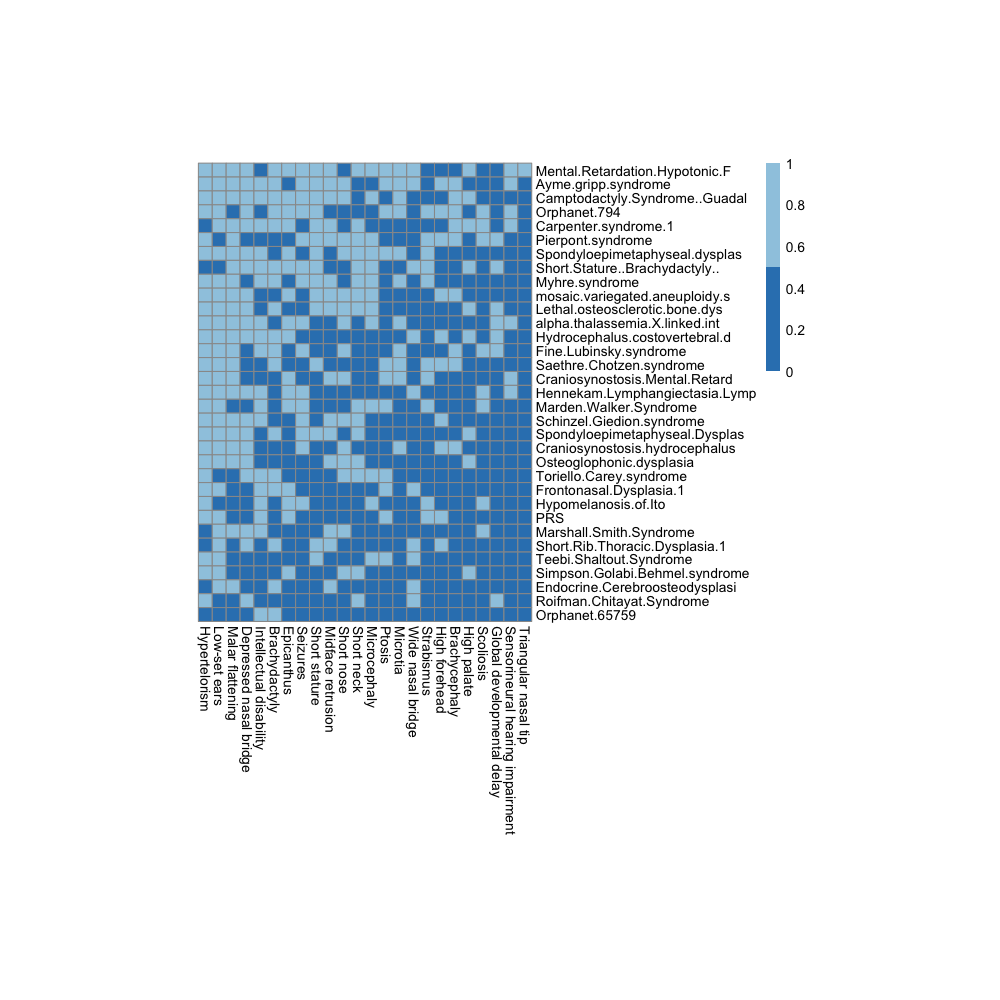 Mental.Retardation.Hypotonic.F
Ayme.gripp.syndrome
Camptodactyly.Syndrome..Guadal
Orphanet.794
Carpenter.syndrome.1
Pierpont.syndrome
Spondyloepimetaphyseal.dysplas
Short.Stature..Brachydactyly..
Myhre.syndrome
mosaic.variegated.aneuploidy.s
Lethal.osteosclerotic.bone.dys
alpha.thalassemia.X.linked.int
Hydrocephalus.costovertebral.d
Fine.Lubinsky.syndrome
Saethre.Chotzen.syndrome
Craniosynostosis.Mental.Retard
Hennekam.Lymphangiectasia.Lymp
Marden.Walker.Syndrome
Schinzel.Giedion.syndrome
Spondyloepimetaphyseal.Dysplas
Craniosynostosis.hydrocephalus
Osteoglophonic.dysplasia
Toriello.Carey.syndrome
Frontonasal.Dysplasia.1
Hypomelanosis.of.Ito
PRS
Marshall.Smith.Syndrome
Short.Rib.Thoracic.Dysplasia.1
Teebi.Shaltout.Syndrome
Simpson.Golabi.Behmel.syndrome
Endocrine.Cerebroosteodysplasi
Roifman.Chitayat.Syndrome
Orphanet.65759
1
0.8
0.6
0.4
0.2
0
Hypertelorism
Low-set ears
Malar flattening
Depressed nasal bridge
Intellectual disability
Brachydactyly
Epicanthus
Seizures
Short stature
Midface retrusion
Short nose
Short neck
Microcephaly
Ptosis
Microtia
Wide nasal bridge
Strabismus
High forehead
Brachycephaly
High palate
Scoliosis
Global developmental delay
Sensorineural hearing impairment
Triangular nasal tip